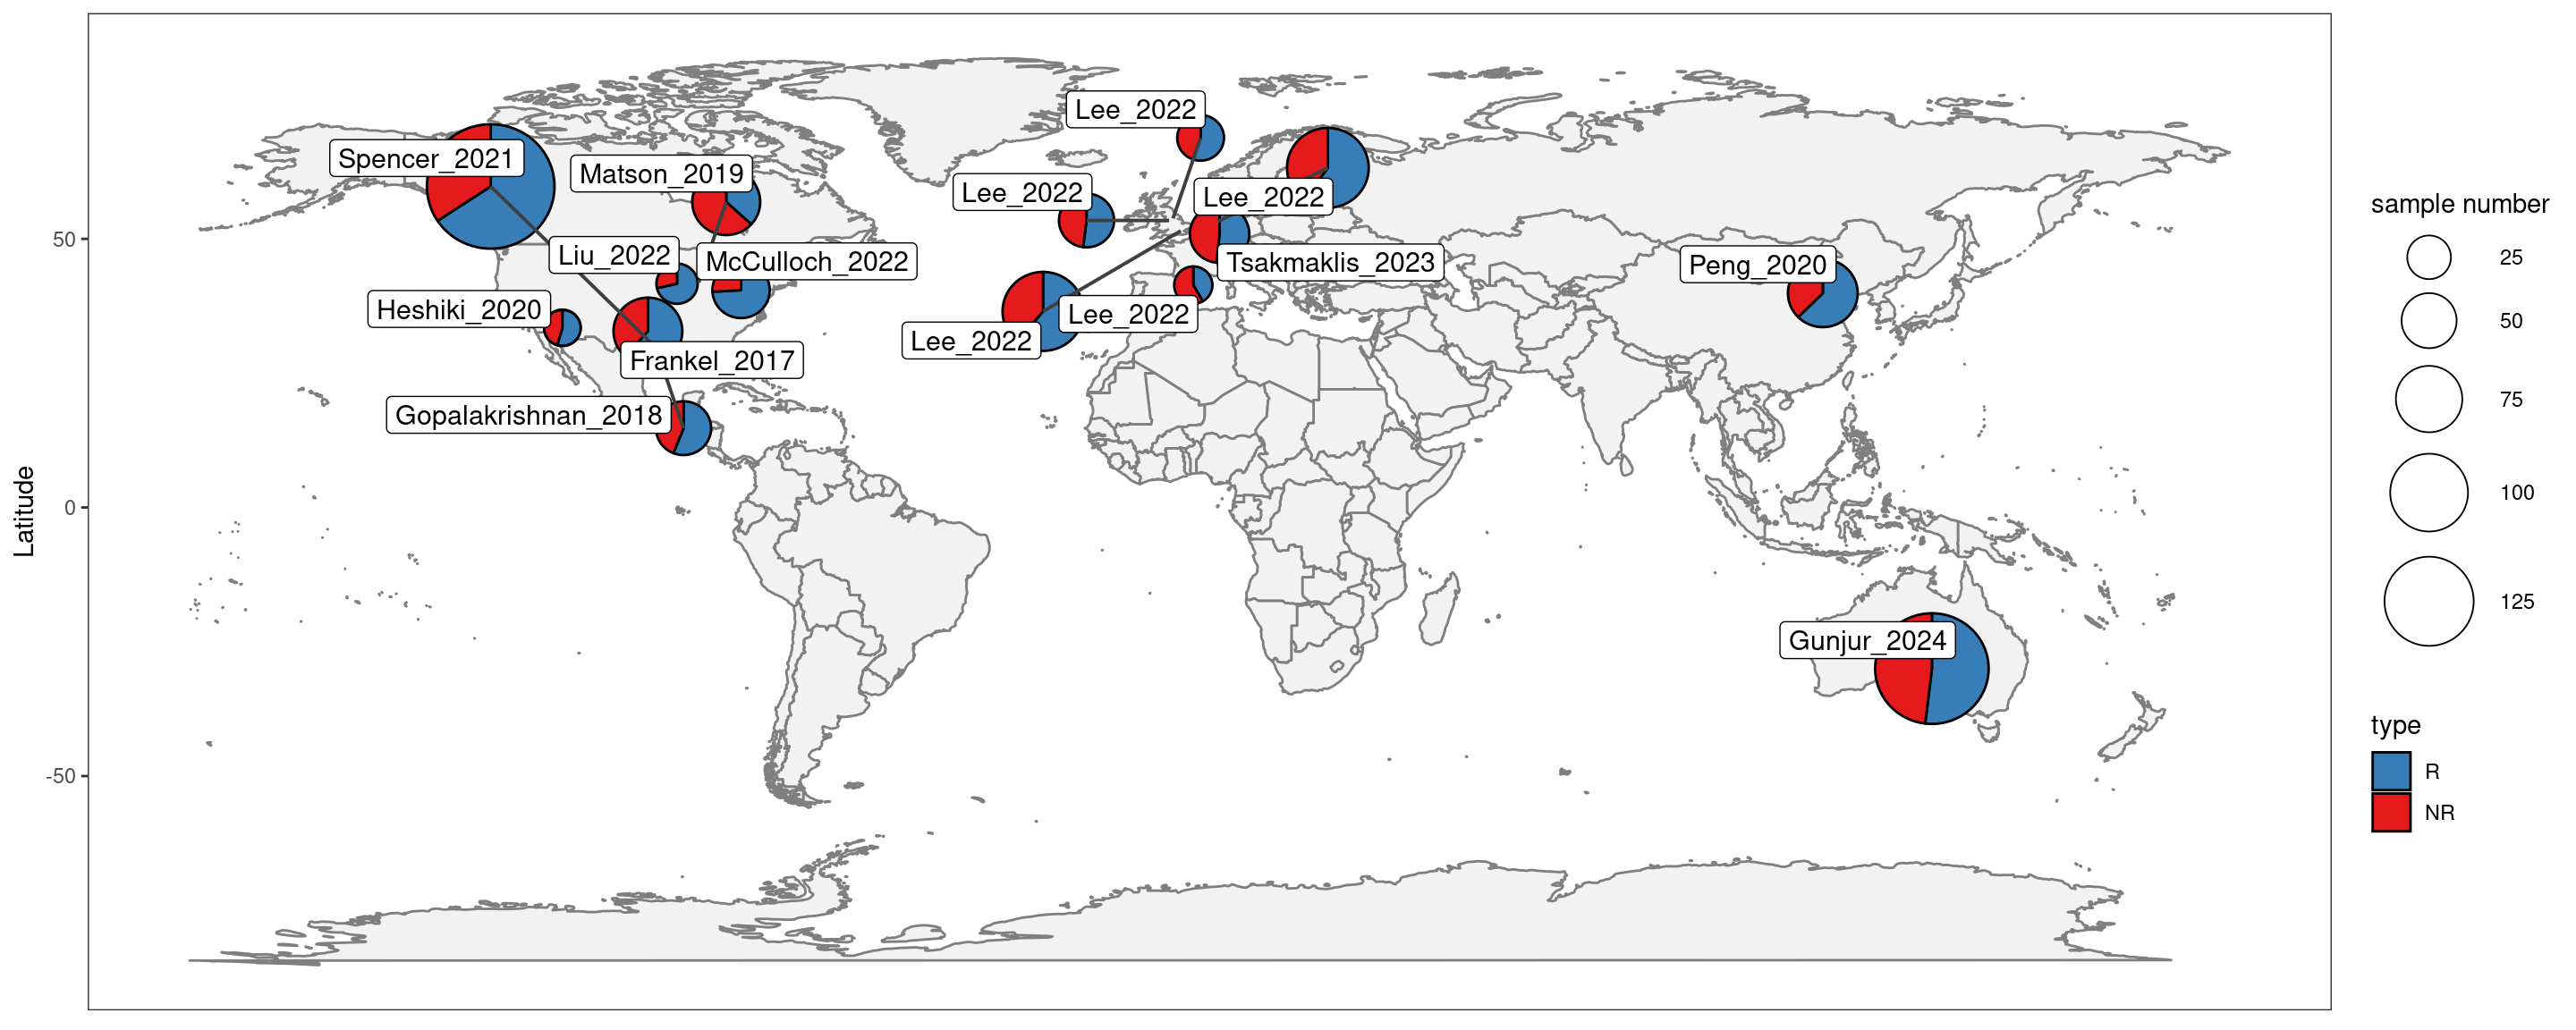 Lee_2022
Spencer_2021
Matson_2019
Lee_2022
Lee_2022
Liu_2022
McCulloch_2022
Tsakmaklis_2023
Peng_2020
Heshiki_2020
Lee_2022
Lee_2022
Frankel_2017
Gopalakrishnan_2018
Gunjur_2024
Latitude
50
0
-50
sample number
25
50
75
100
125
type
R
NR